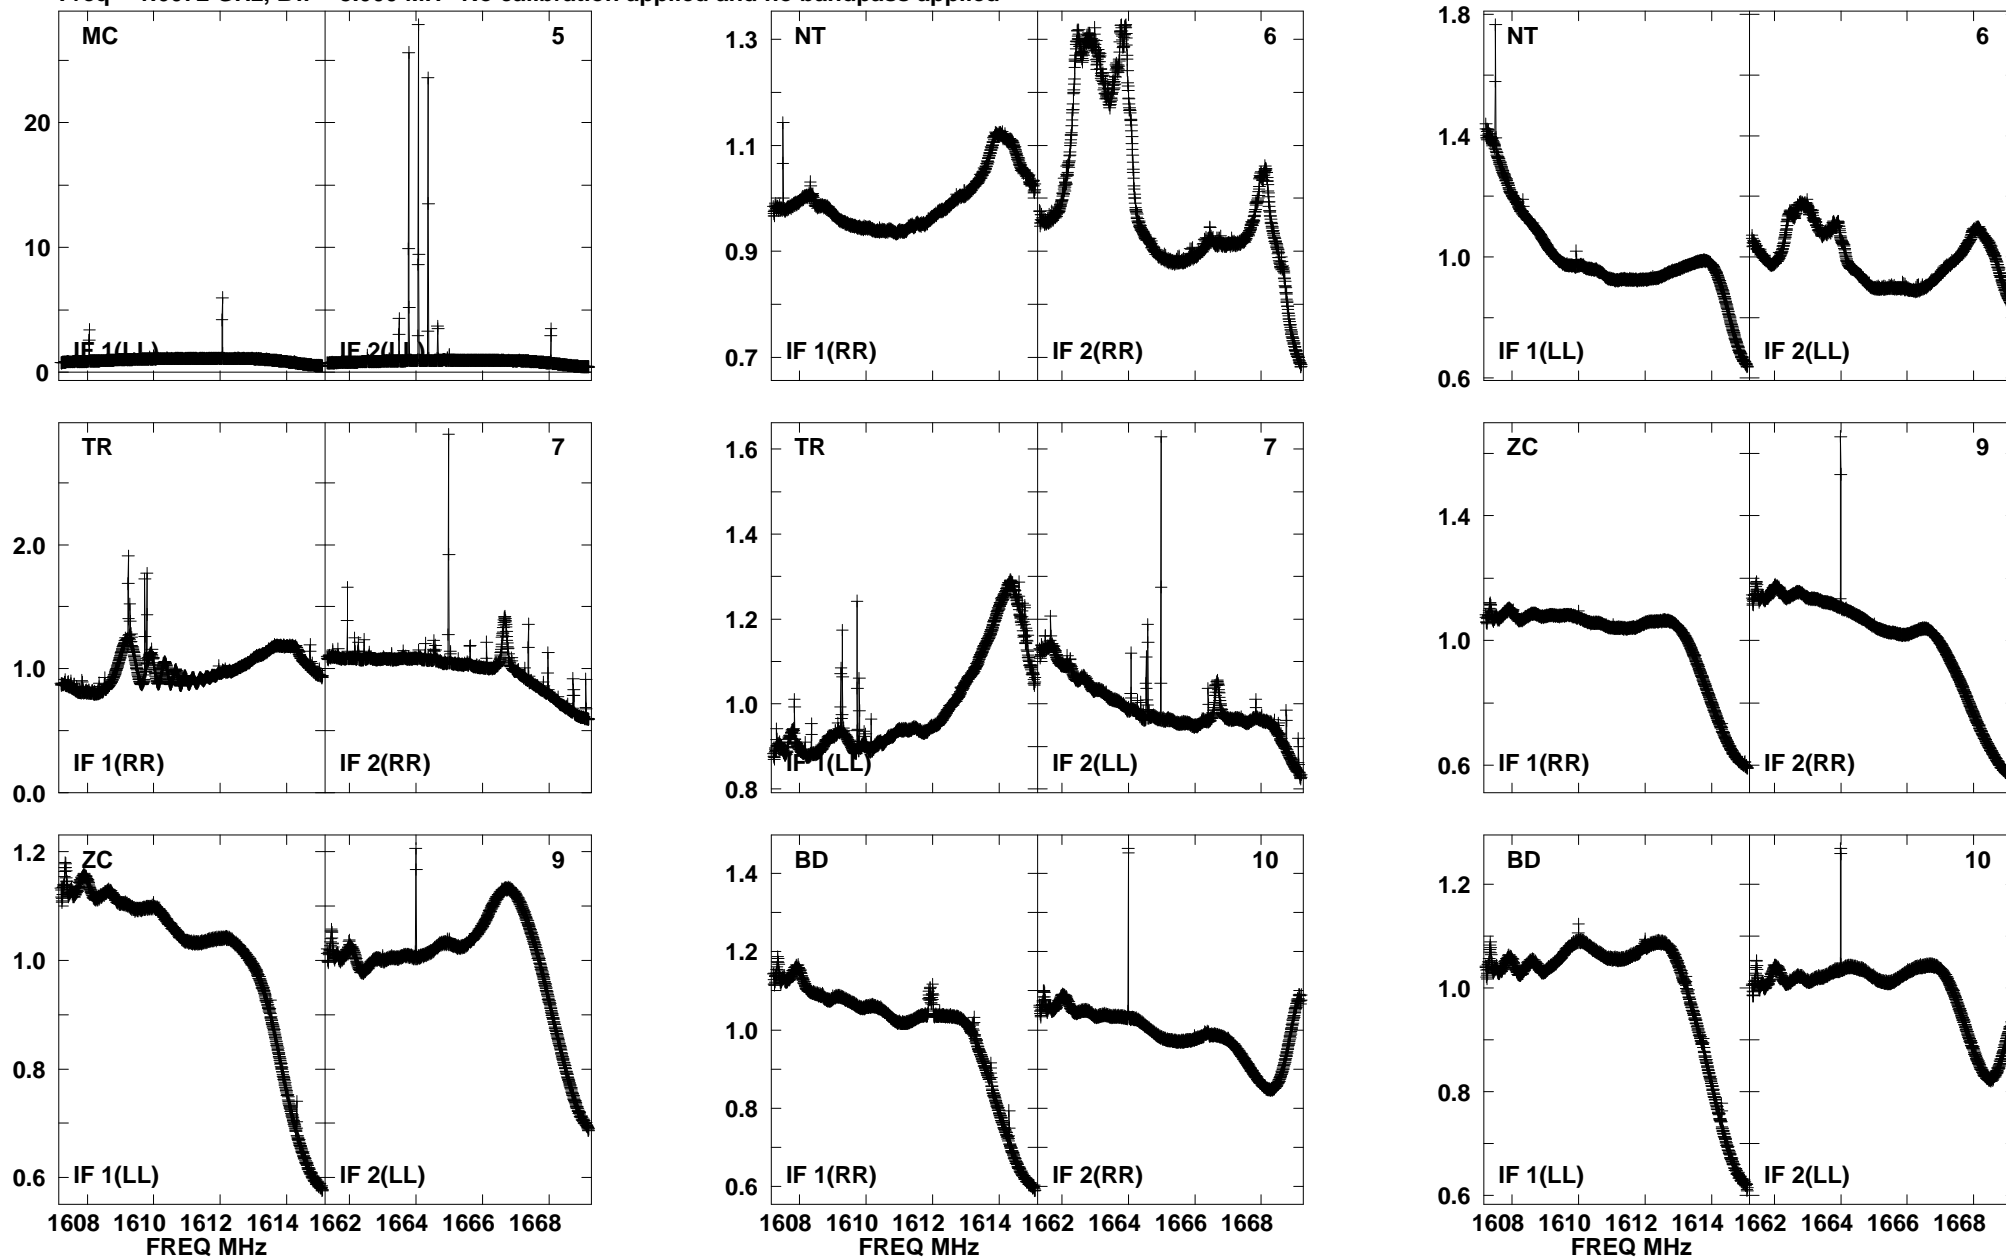 calibration applied and no bandpass applied
MC 5
20
10
0
IF 1(LL) IF 2(LL)
NT 6
1.3
1.1
0.9
0.7
IF 1(RR) IF 2(RR)
NT 6
1.8
1.4
1.0
0.6
IF 1(LL) IF 2(LL)
TR 7
2.0
1.0
0.0
IF 1(RR) IF 2(RR)
TR 7
1.6
1.4
1.2
1.0
0.8
IF 1(LL) IF 2(LL)
ZC 9
1.4
1.0
0.6
IF 1(RR) IF 2(RR)
ZC 9
1.2
1.0
0.8
0.6
IF 1(LL) IF 2(LL)
1608 1610 1612 1614 1662 1664 1666 1668
FREQ MHz
BD 10
1.4
1.2
1.0
0.8
0.6
IF 1(RR) IF 2(RR)
1608 1610 1612 1614 1662 1664 1666 1668
FREQ MHz
BD 10
1.2
1.0
0.8
0.6
IF 1(LL) IF 2(LL)
1608 1610 1612 1614 1662 1664 1666 1668
FREQ MHz